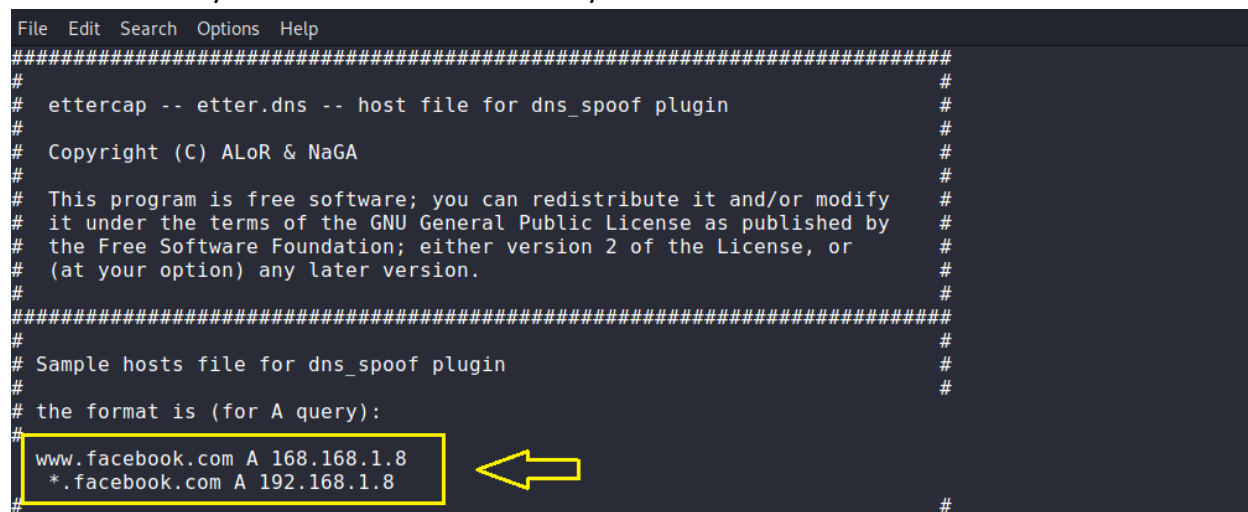 File Edit Search Options Help
############################################################################
# #
# ettercap -- etter.dns -- host file for dns_spoof plugin #
# #
# Copyright (C) ALoR & NaGA #
# #
# This program is free software; you can redistribute it and/or modify #
# it under the terms of the GNU General Public License as published by #
# the Free Software Foundation; either version 2 of the License, or #
# (at your option) any later version. #
# #
############################################################################
# #
# Sample hosts file for dns_spoof plugin #
# #
# the format is (for A query):
#
www.facebook.com A 168.168.1.8
*.facebook.com A 192.168.1.8
# #